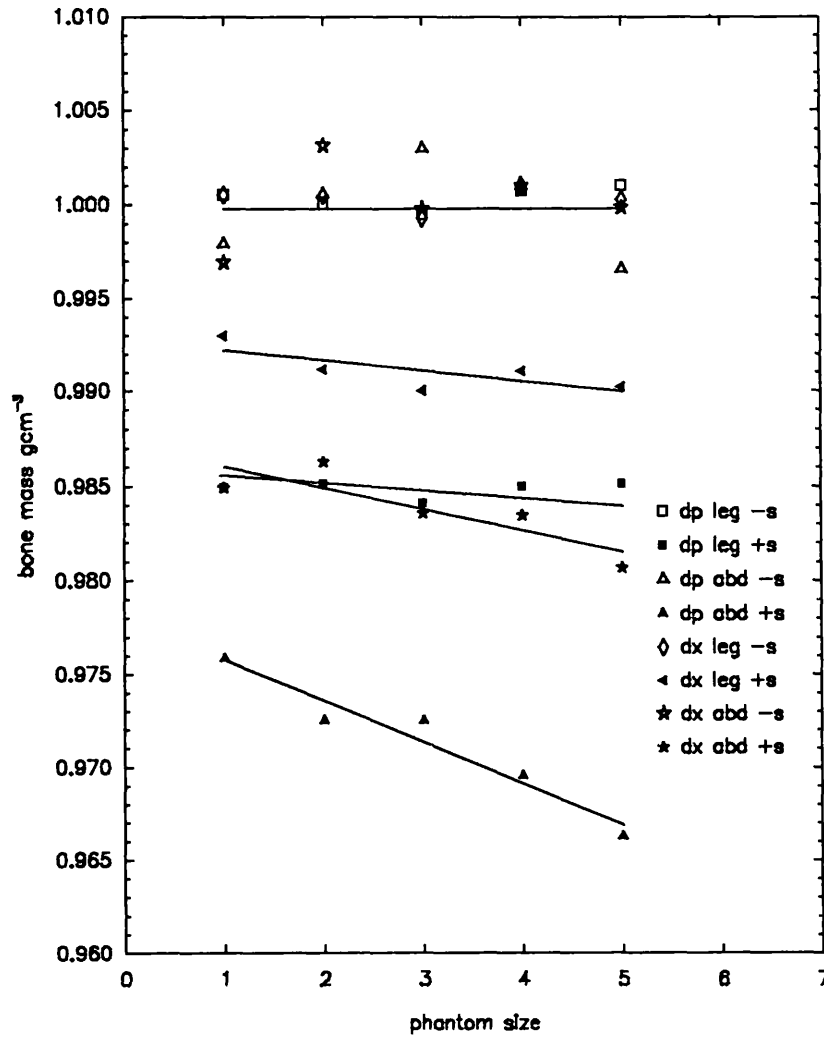 1.010
1.005
1.000
0.995
0.990
0.985
0.980
0.975
0.970
0.965
0.960
bone mass gcm⁻³
0 1 2 3 4 5 6 7
phantom size
dp leg -s
dp leg +s
dp abd -s
dp abd +s
dx leg -s
dx leg +s
dx abd -s
dx abd +s